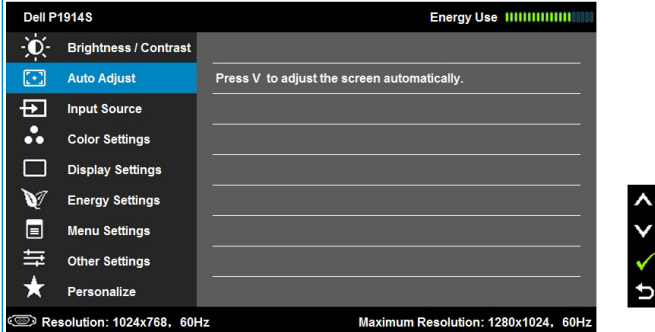 Dell P1914S Energy Use
Brightness / Contrast
Auto Adjust Press V to adjust the screen automatically.
Input Source
Color Settings
Display Settings
Energy Settings
Menu Settings
Other Settings
Personalize
Resolution: 1024x768, 60Hz Maximum Resolution: 1280x1024, 60Hz